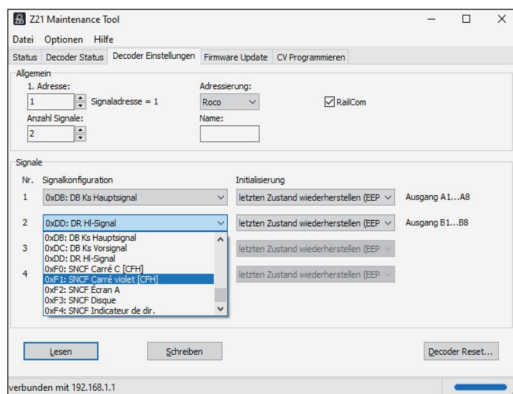 Z21 Maintenance Tool
Datei Optionen Hilfe
Status Decoder Status Decoder Einstellungen Firmware Update CV Programmieren
Allgemein
1. Adresse: Adressierung:
1 Signaladresse = 1 Roco RailCom
Anzahl Signale: Name:
2
Signale
Nr. Signalkonfiguration Initialisierung
1 0xDB: DB Ks Hauptsignal letzten Zustand wiederherstellen (EEP Ausgang A1...A8
2 0xDD: DR Hl-Signal letzten Zustand wiederherstellen (EEP Ausgang B1...B8
0xDB: DB Ks Hauptsignal
3 0xDC: DB Ks Vorsignal letzten Zustand wiederherstellen (EEP
0xDD: DR Hl-Signal
0xF0: SNCF Carré C [CFH]
4 0xF1: SNCF Carré violet [CFH] letzten Zustand wiederherstellen (EEP
0xF2: SNCF Écran A
0xF3: SNCF Disque
0xF4: SNCF Indicateur de dir.
Lesen Schreiben Decoder Reset...
verbunden mit 192.168.1.1